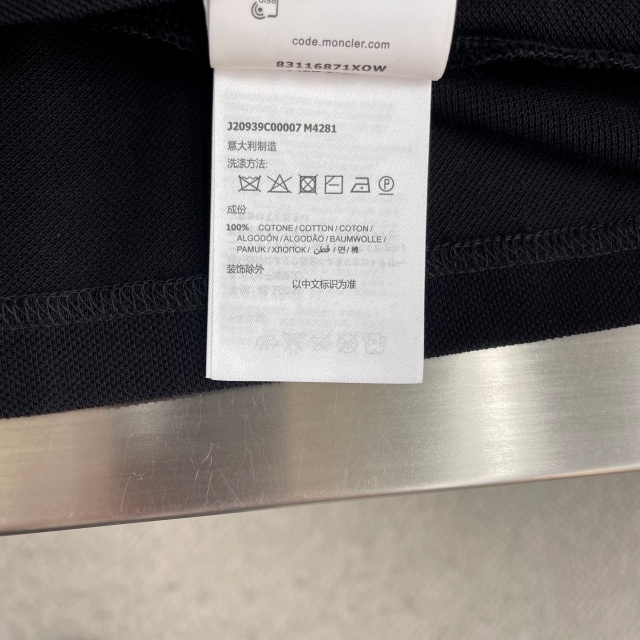 code.moncler.com
83116871XOW
J20939C00007 M4281
意大利制造
洗涤方法:
成份
100% COTONE / COTTON / COTON /
ALGODÓN / ALGODÃO / BAUMWOLLE /
PAMUK / ΧΠΟΠΟΚ / قطن / 면 / 棉
装饰除外
以中文标识为准